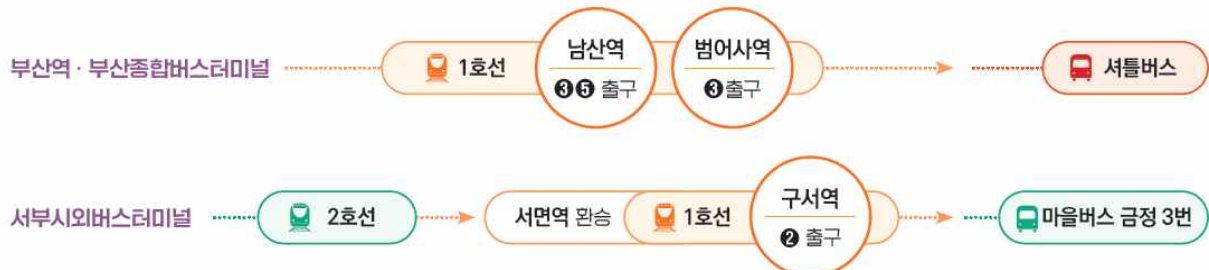 부산역 · 부산종합버스터미널
1호선
남산역
❸❺ 출구
범어사역
❸출구
셔틀버스
서부시외버스터미널
2호선
서면역 환승
1호선
구서역
❷ 출구
마을버스 금정 3번